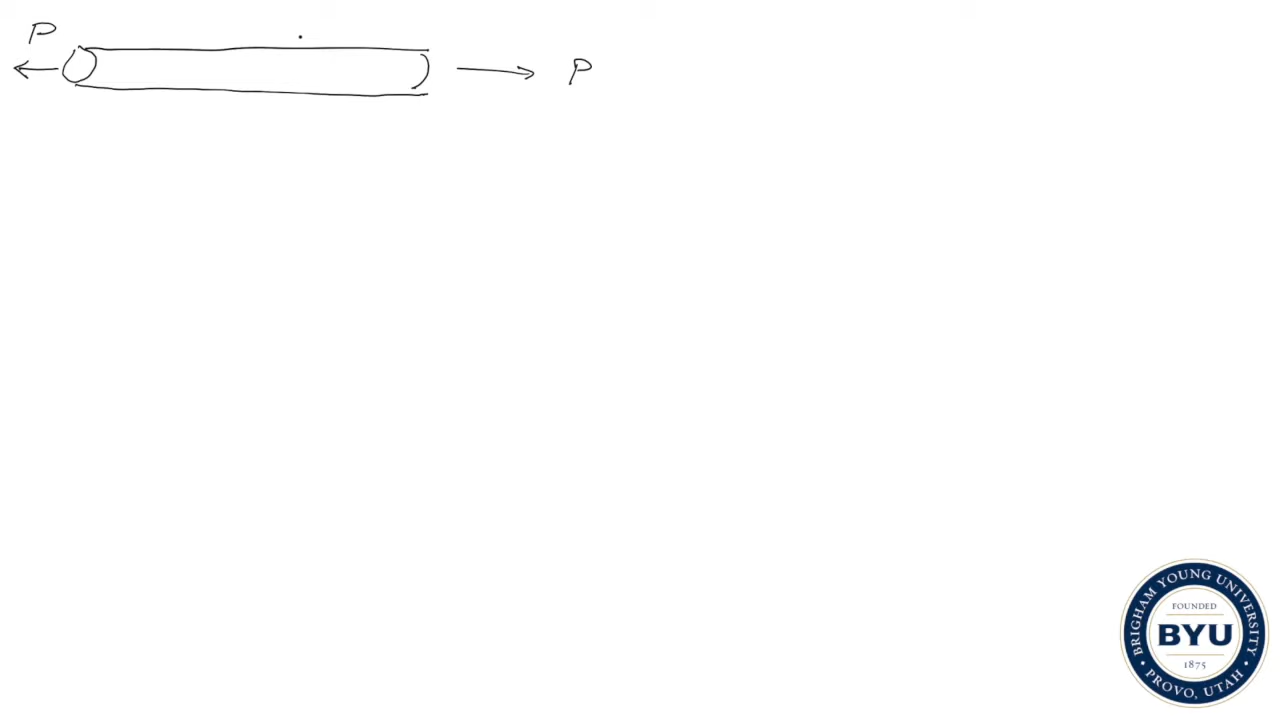 P
P
BRIGHAM YOUNG UNIVERSITY
FOUNDED
BYU
1875
• PROVO, UTAH •